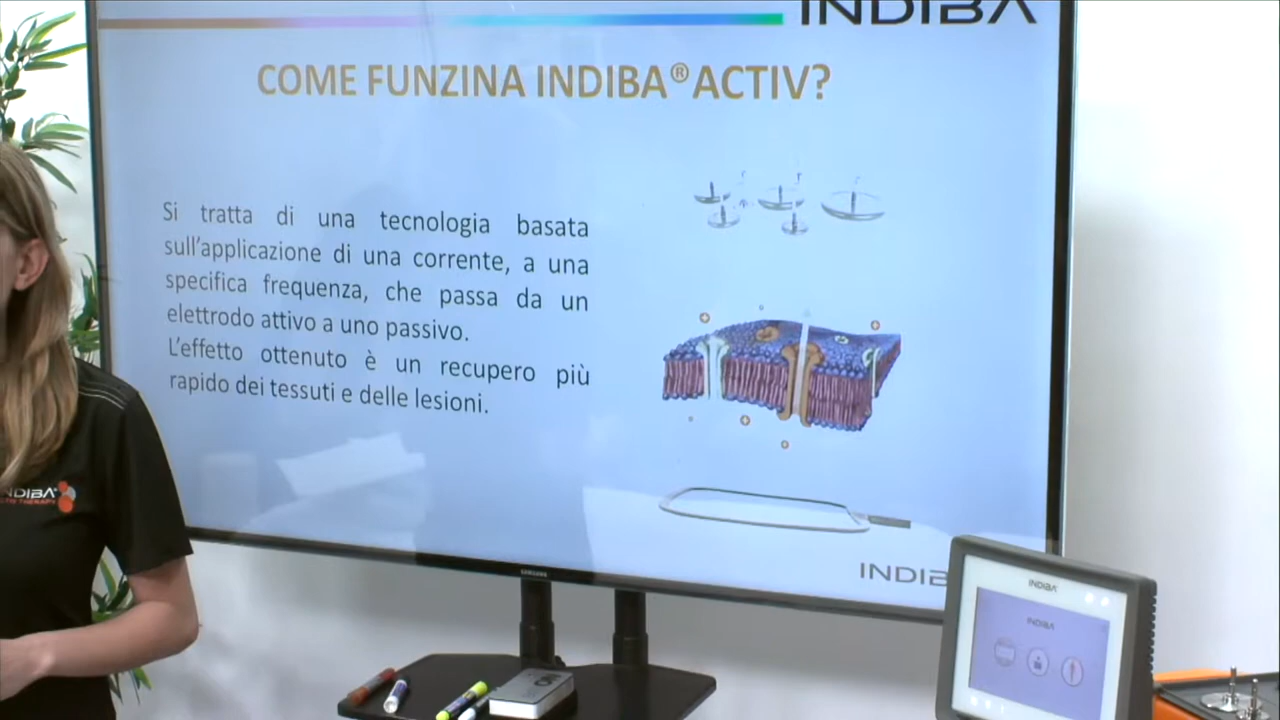 INDIBA
COME FUNZINA INDIBA® ACTIV?
Si tratta di una tecnologia basata
sull'applicazione di una corrente, a una
specifica frequenza, che passa da un
elettrodo attivo a uno passivo.
L'effetto ottenuto è un recupero più
rapido dei tessuti e delle lesioni.
INDIB
SAMSUNG
INDIBA
INDIBA
NDIBA®